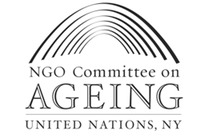 NGO Committee on
AGEING
UNITED NATIONS, NY